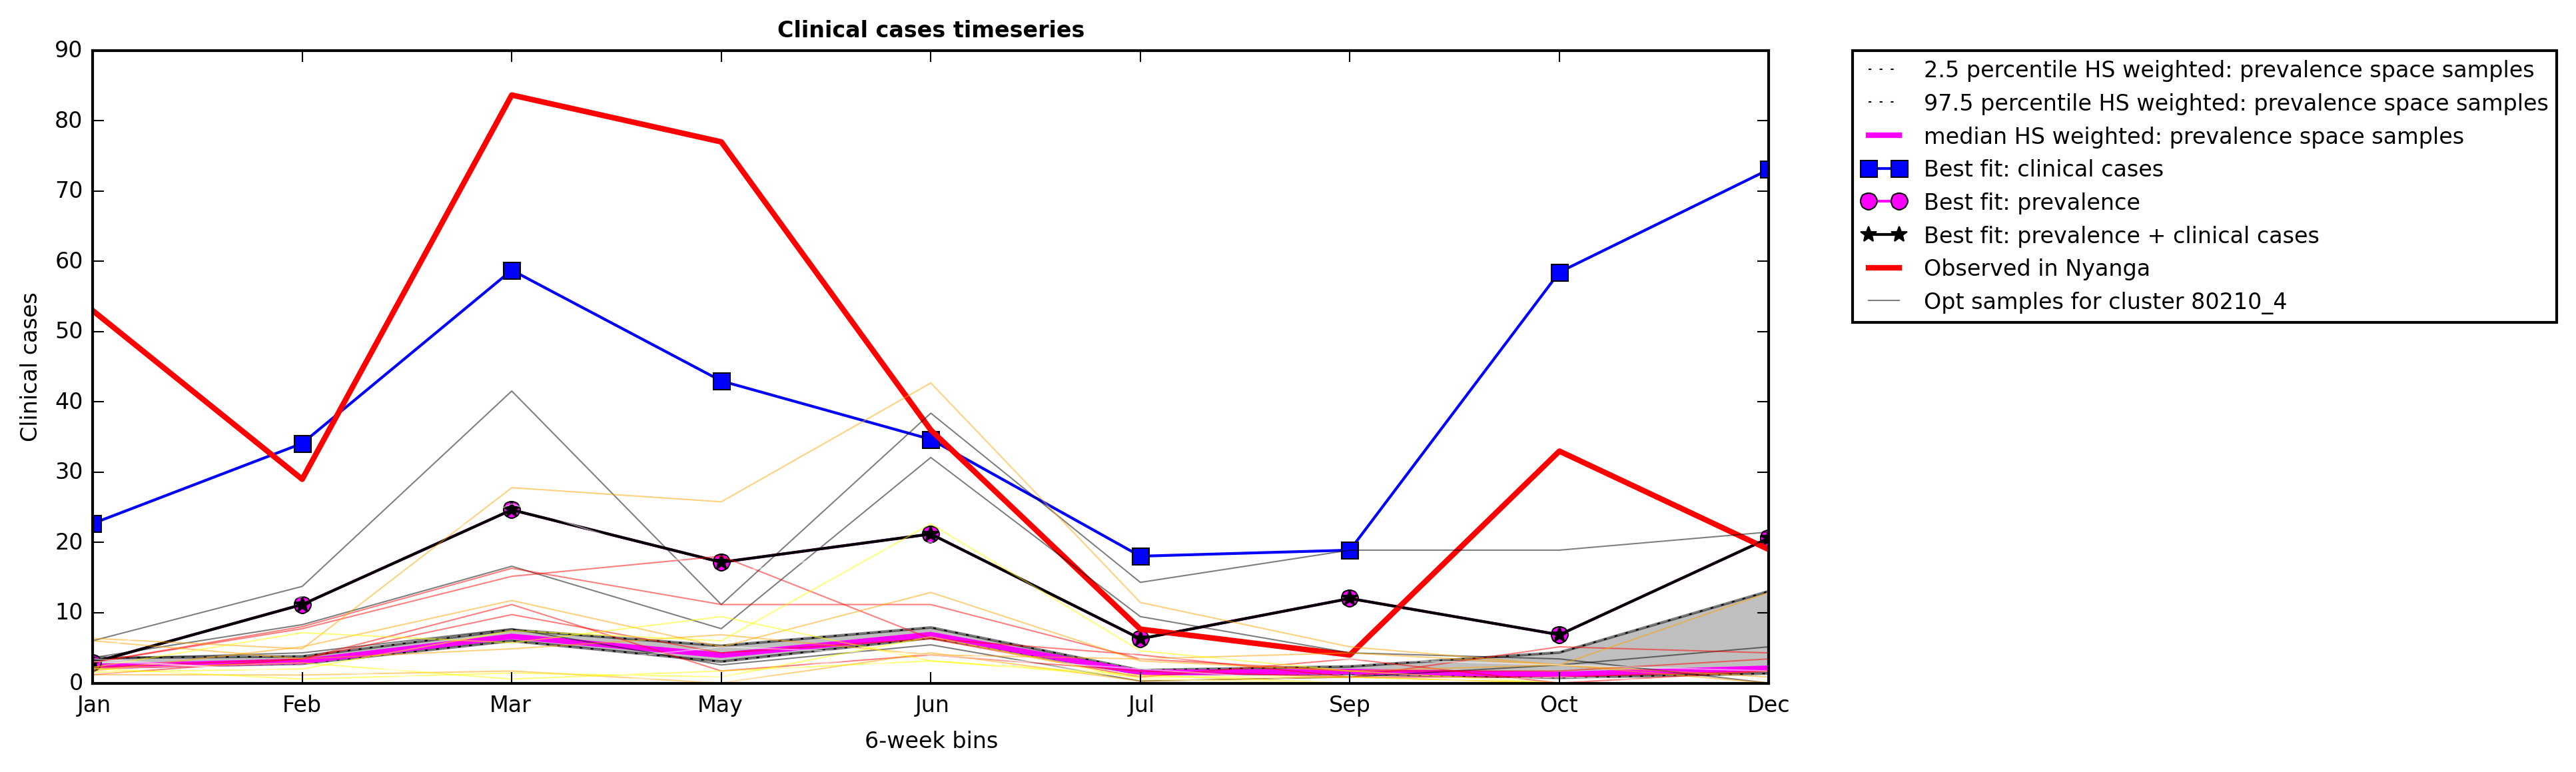 Clinical cases timeseries
90
80
70
60
50
40
30
20
10
0
Clinical cases
Jan Feb Mar May Jun Jul Sep Oct Dec
6-week bins
2.5 percentile HS weighted: prevalence space samples
97.5 percentile HS weighted: prevalence space samples
median HS weighted: prevalence space samples
Best fit: clinical cases
Best fit: prevalence
Best fit: prevalence + clinical cases
Observed in Nyanga
Opt samples for cluster 80210_4